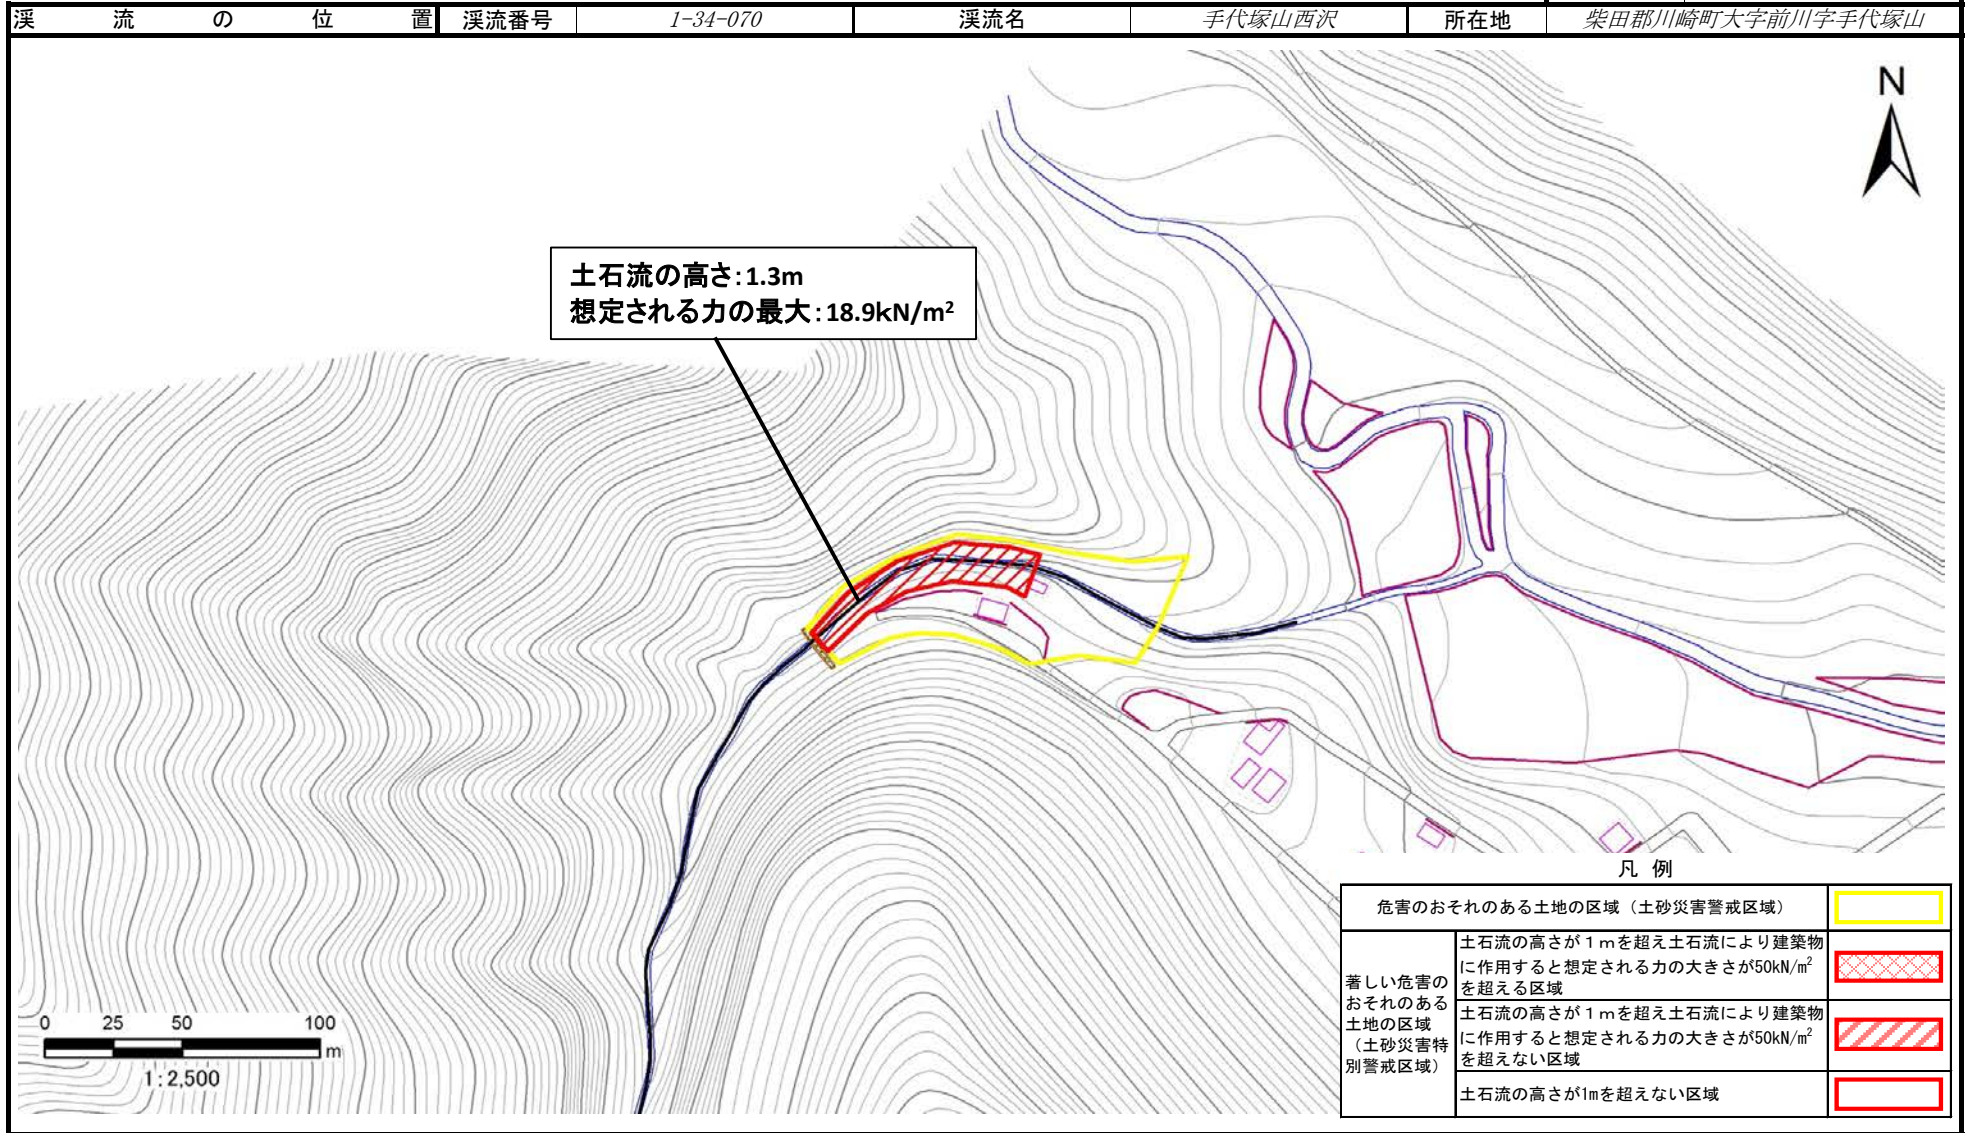 渓流の位置 渓流番号 1-34-070 渓流名 手代塚山西沢 所在地 柴田郡川崎町大字前川字手代塚山
N
土石流の高さ:1.3m
想定される力の最大:18.9kN/m²
凡 例
危害のおそれのある土地の区域（土砂災害警戒区域）
著しい危害の
おそれのある
土地の区域
（土砂災害特
別警戒区域）
土石流の高さが１ｍを超え土石流により建築物
に作用すると想定される力の大きさが50kN/m²
を超える区域
土石流の高さが１ｍを超え土石流により建築物
に作用すると想定される力の大きさが50kN/m²
を超えない区域
土石流の高さが1mを超えない区域
0 25 50 100
m
1:2,500